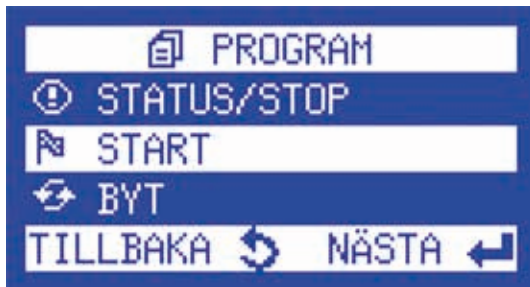 PROGRAM
STATUS/STOP
START
BYT
TILLBAKA NÄSTA